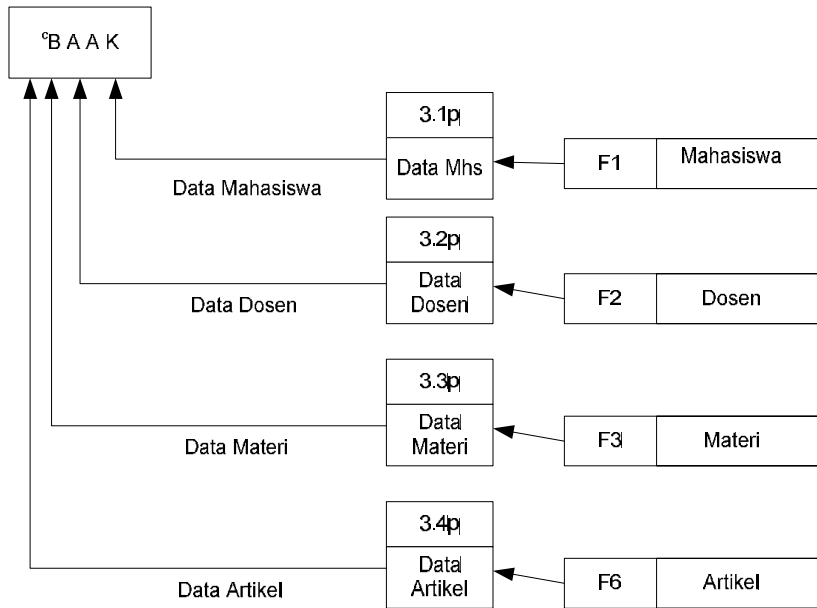 cB A A K
3.1p
Data Mhs
F1 Mahasiswa
Data Mahasiswa
3.2p
Data
Dosen
F2 Dosen
Data Dosen
3.3p
Data
Materi
F3 Materi
Data Materi
3.4p
Data
Artikel
F6 Artikel
Data Artikel